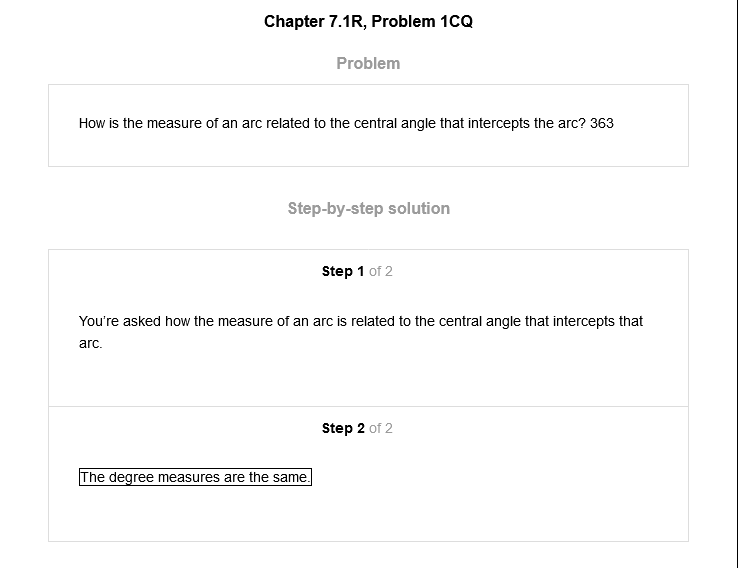 Chapter 7.1R, Problem 1CQ
Problem
How is the measure of an arc related to the central angle that intercepts the arc? 363
Step-by-step solution
Step 1 of 2
You’re asked how the measure of an arc is related to the central angle that intercepts that
arc.
Step 2 of 2
The degree measures are the same.